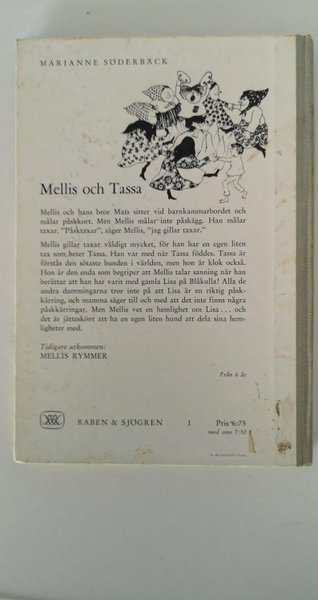 MARIANNE SÖDERBÄCK
Mellis och Tassa
Mellis och hans bror Mats sitter vid barnkammarbordet och
målar påskkort. Men Mellis målar inte påskägg. Han målar
taxar. "Påsktaxar", säger Mellis, "jag gillar taxar."
Mellis gillar taxar väldigt mycket, för han har en egen liten
tax som heter Tassa. Han var med när Tassa föddes. Tassa är
förstås den sötaste hunden i världen, men hon är klok också.
Hon är den enda som begriper att Mellis talar sanning när han
berättar att han har varit med gamla Lisa på Blåkulla! Alla de
andra dummingarna tror inte på att Lisa är en riktig påsk-
kärring, och mamma säger till och med att det inte finns några
påskkärringar. Men Mellis vet en hemlighet om Lisa . . . och
det är jätteskönt att ha en egen liten hund att dela sina hem-
ligheter med.
Tidigare utkommen:
MELLIS RYMMER
Från 6 år
RABÉN & SJÖGREN 1 Pris 6:75
med oms 7:50